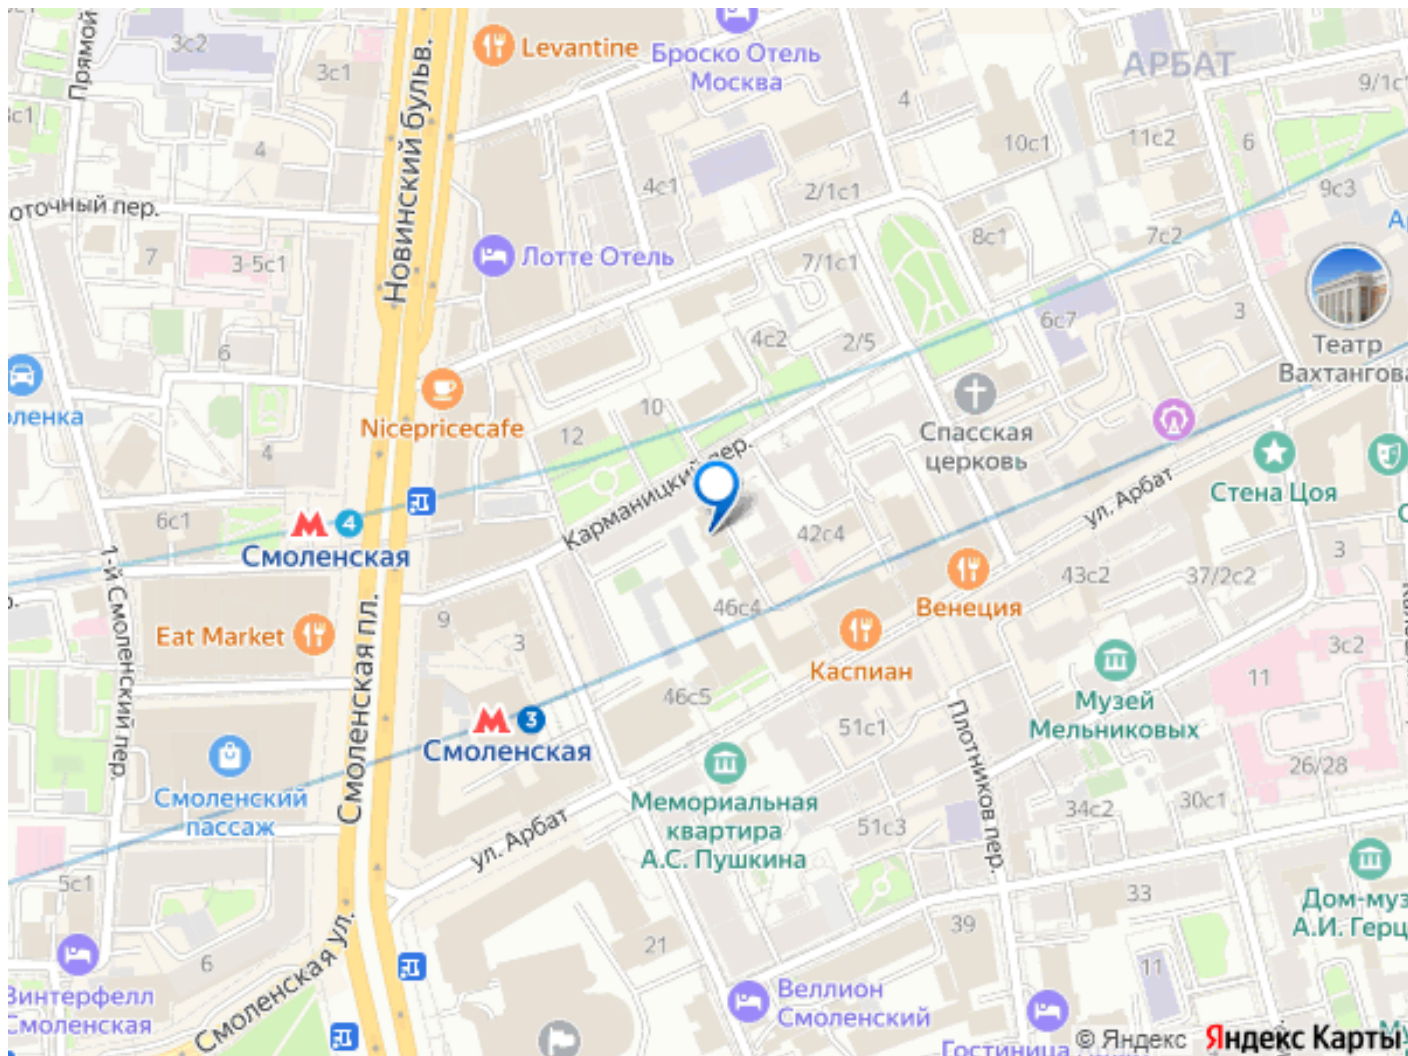 Прямой
3с2
3с1
Levantine
Броско Отель
Москва
АРБАТ
9/1с1
4
4
10с1
11с2
6
Новинский бульв.
4с1
2/1с1
9с3
оточный пер.
7
3-5с1
Лотте Отель
7/1с1
8с1
7с2
6с7
3
Театр
Вахтангова
6
4с2
2/5
оленка
Nicepricecafe
10
12
4
Спасская
церковь
Карманицкий пер.
Стена Цоя
ул. Арбат
6с1
4
Смоленская
42с4
1-й Смоленский пер.
43с2
37/2с2
3
Венеция
46с4
Eat Market
9
3
Каспиан
3с2
11
Смоленская пл.
46с5
3
Смоленская
51с1
Музей
Мельниковых
Плотников пер.
26/28
Смоленский
пассаж
Мемориальная
квартира
А.С. Пушкина
51с3
34с2
30с1
ул. Арбат
5с1
33
Дом-муз
А.И. Герц
39
21
11
6
Смоленская ул.
Винтерфелл
Смоленская
Веллион
Смоленский
Гостиница
© Яндекс
Яндекс Карты